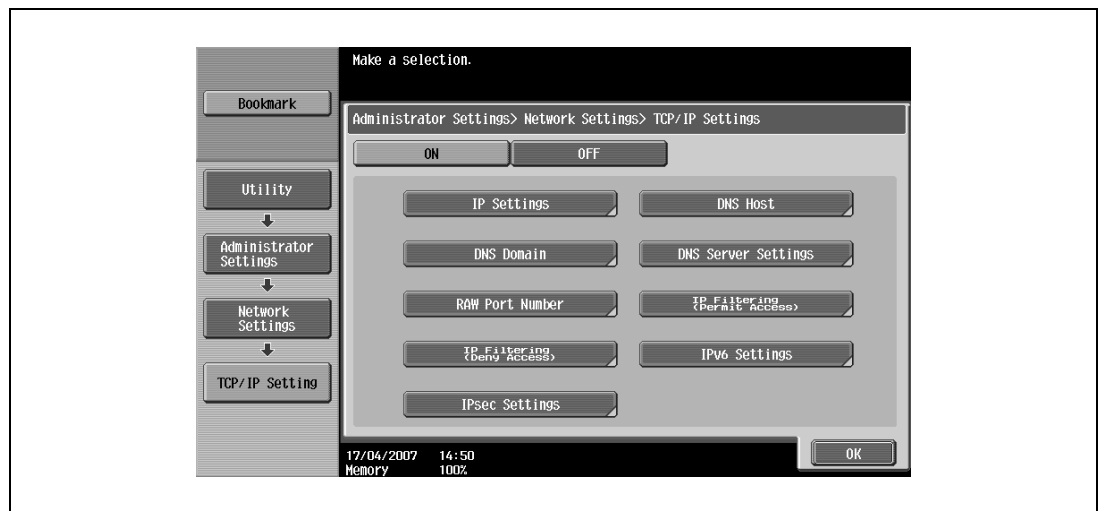 Make a selection.
Bookmark
Administrator Settings> Network Settings> TCP/IP Settings
ON
OFF
Utility
Administrator
Settings
Network
Settings
TCP/IP Setting
IP Settings
DNS Host
DNS Domain
DNS Server Settings
RAW Port Number
IP Filtering
(Permit Access)
IP Filtering
(Deny Access)
IPv6 Settings
IPsec Settings
17/04/2007 14:50
Memory 100%
OK